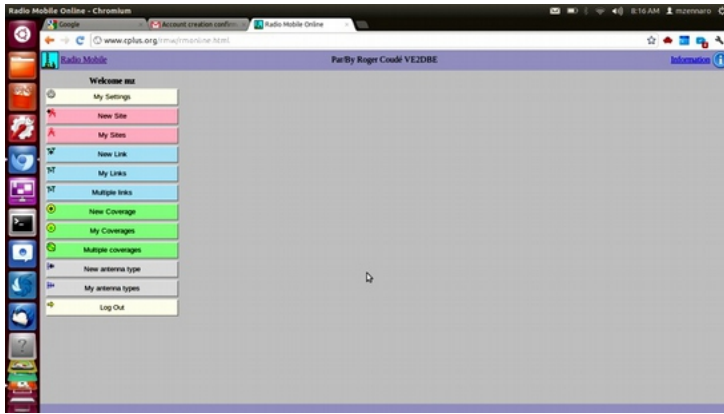 Radio Mobile Online - Chromium
8:16 AM mzennaro
Google
Account creation confirm
Radio Mobile Online
www.cplus.org/rmw/rmonline.html
Radio Mobile
Par/By Roger Coudé VE2DBE
Information
Welcome mz
My Settings
New Site
My Sites
New Link
My Links
Multiple links
New Coverage
My Coverages
Multiple coverages
New antenna type
My antenna types
Log Out